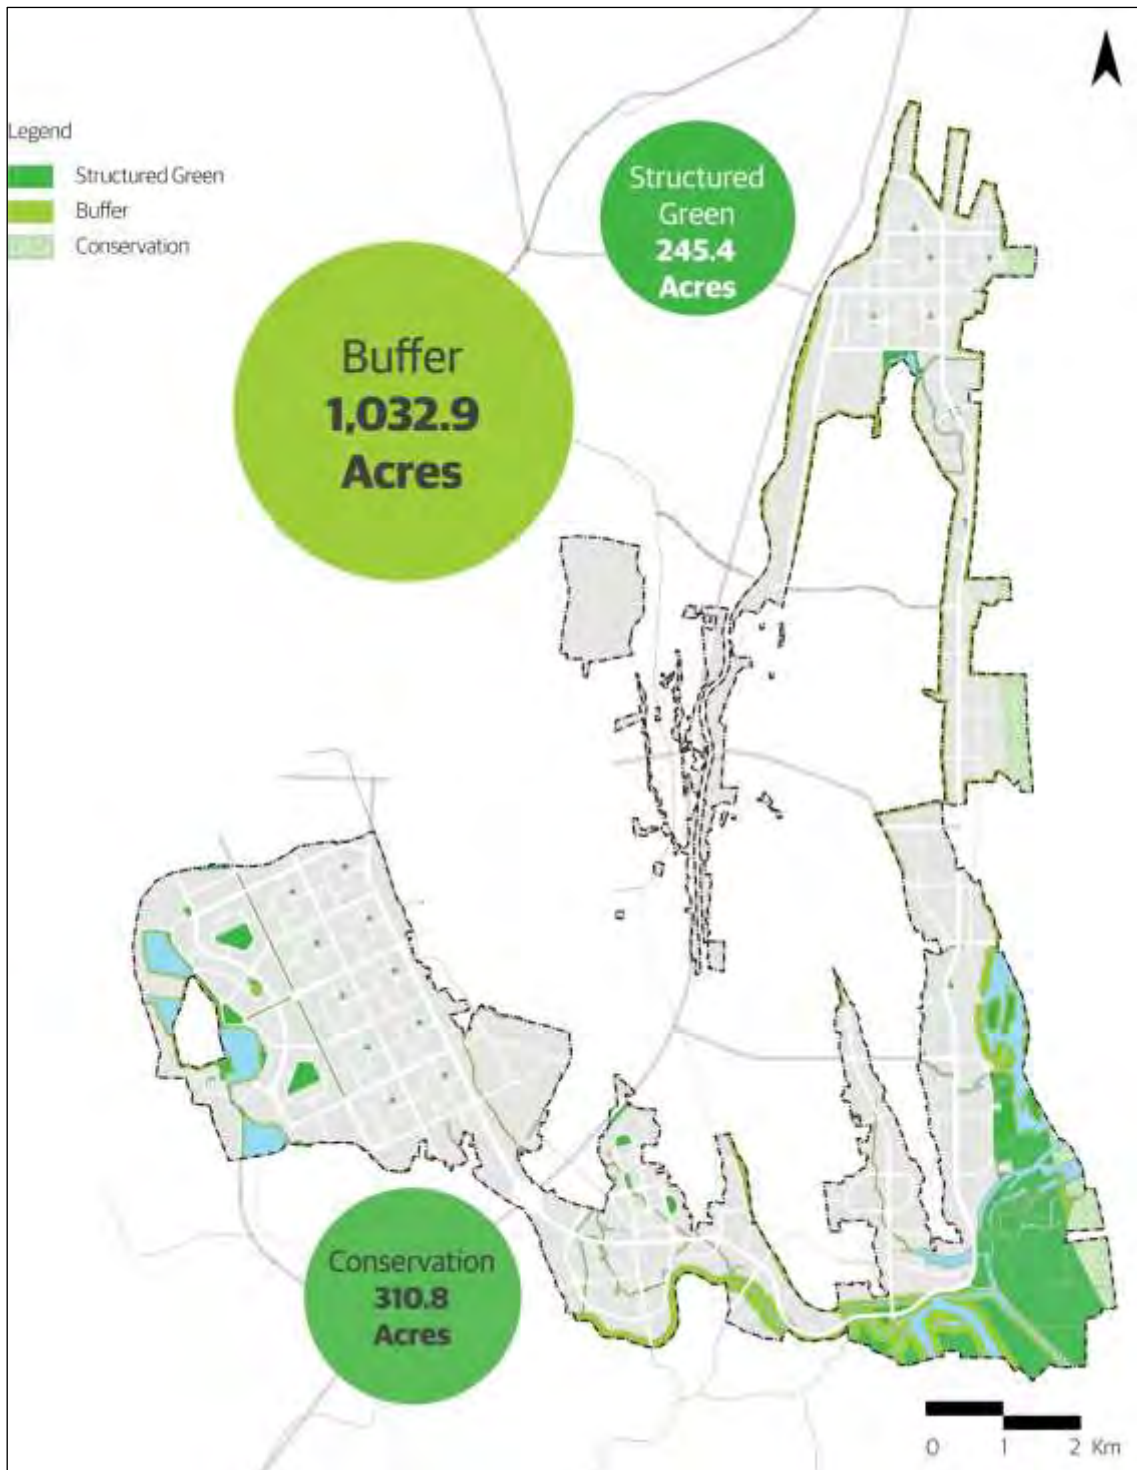 Legend
Structured Green
Buffer
Conservation
Structured
Green
245.4
Acres
Buffer
1,032.9
Acres
Conservation
310.8
Acres
0 1 2 Km